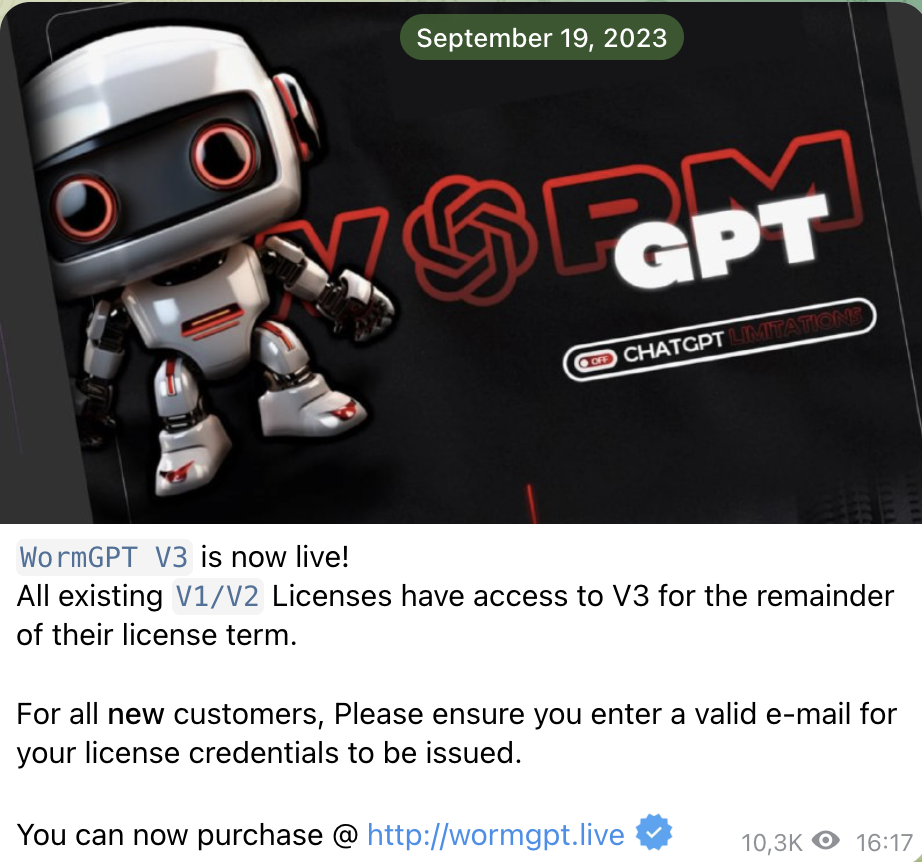 September 19, 2023
WORM
GPT
OFF CHATGPT LIMITATIONS
WormGPT V3 is now live!
All existing V1/V2 Licenses have access to V3 for the remainder
of their license term.
For all new customers, Please ensure you enter a valid e-mail for
your license credentials to be issued.
You can now purchase @ http://wormgpt.live
10,3K 16:17